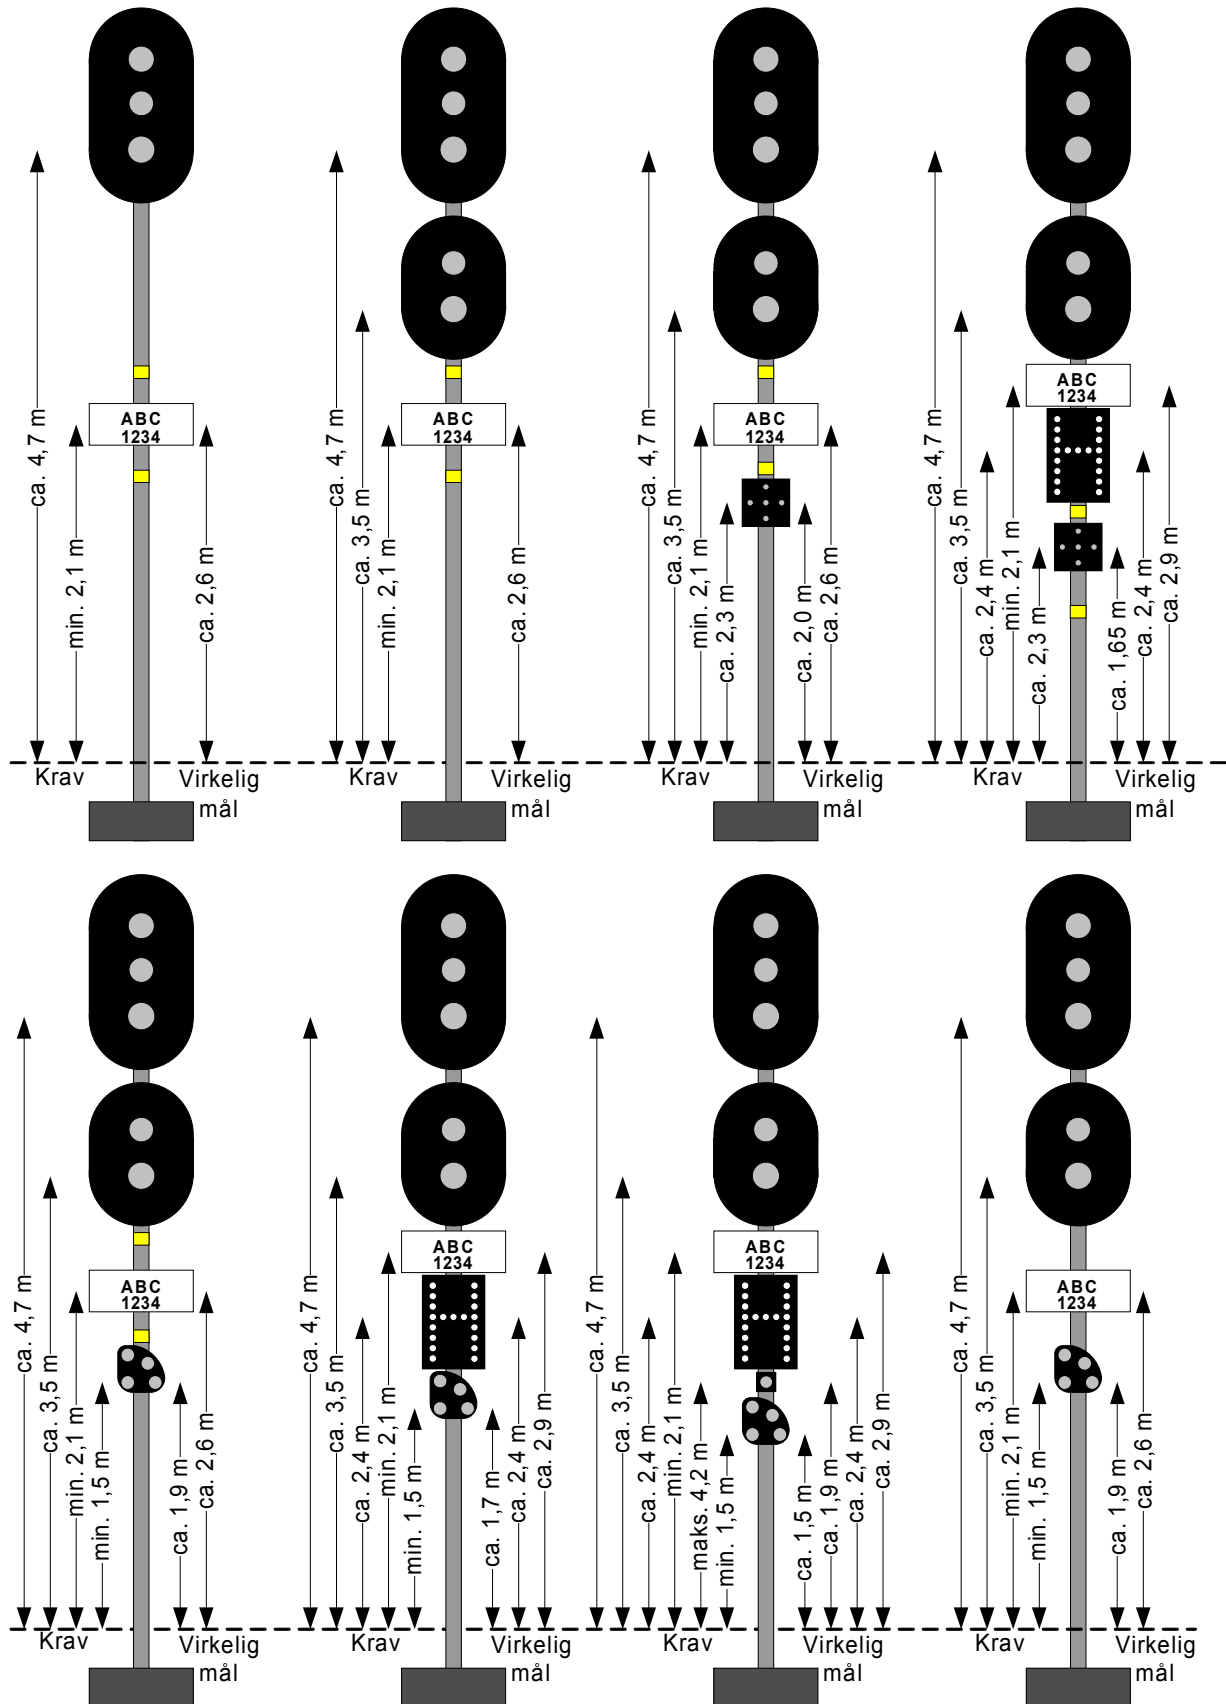 ABC
1234
ca. 4,7 m
min. 2,1 m
ca. 2,6 m
Krav
Virkelig
mål
ABC
1234
ca. 4,7 m
ca. 3,5 m
min. 2,1 m
ca. 2,6 m
Krav
Virkelig
mål
ABC
1234
ca. 4,7 m
ca. 3,5 m
min. 2,1 m
ca. 2,3 m
ca. 2,0 m
ca. 2,6 m
Krav
Virkelig
mål
ABC
1234
ca. 4,7 m
ca. 3,5 m
ca. 2,4 m
min. 2,1 m
ca. 2,3 m
ca. 1,65 m
ca. 2,4 m
ca. 2,9 m
Krav
Virkelig
mål
ABC
1234
ca. 4,7 m
ca. 3,5 m
min. 2,1 m
min. 1,5 m
ca. 1,9 m
ca. 2,6 m
Krav
Virkelig
mål
ABC
1234
ca. 4,7 m
ca. 3,5 m
ca. 2,4 m
min. 2,1 m
min. 1,5 m
ca. 1,7 m
ca. 2,4 m
ca. 2,9 m
Krav
Virkelig
mål
ABC
1234
ca. 4,7 m
ca. 3,5 m
ca. 2,4 m
min. 2,1 m
maks. 4,2 m
min. 1,5 m
ca. 1,5 m
ca. 1,9 m
ca. 2,4 m
ca. 2,9 m
Krav
Virkelig
mål
ABC
1234
ca. 4,7 m
ca. 3,5 m
min. 2,1 m
min. 1,5 m
ca. 1,9 m
ca. 2,6 m
Krav
Virkelig
mål